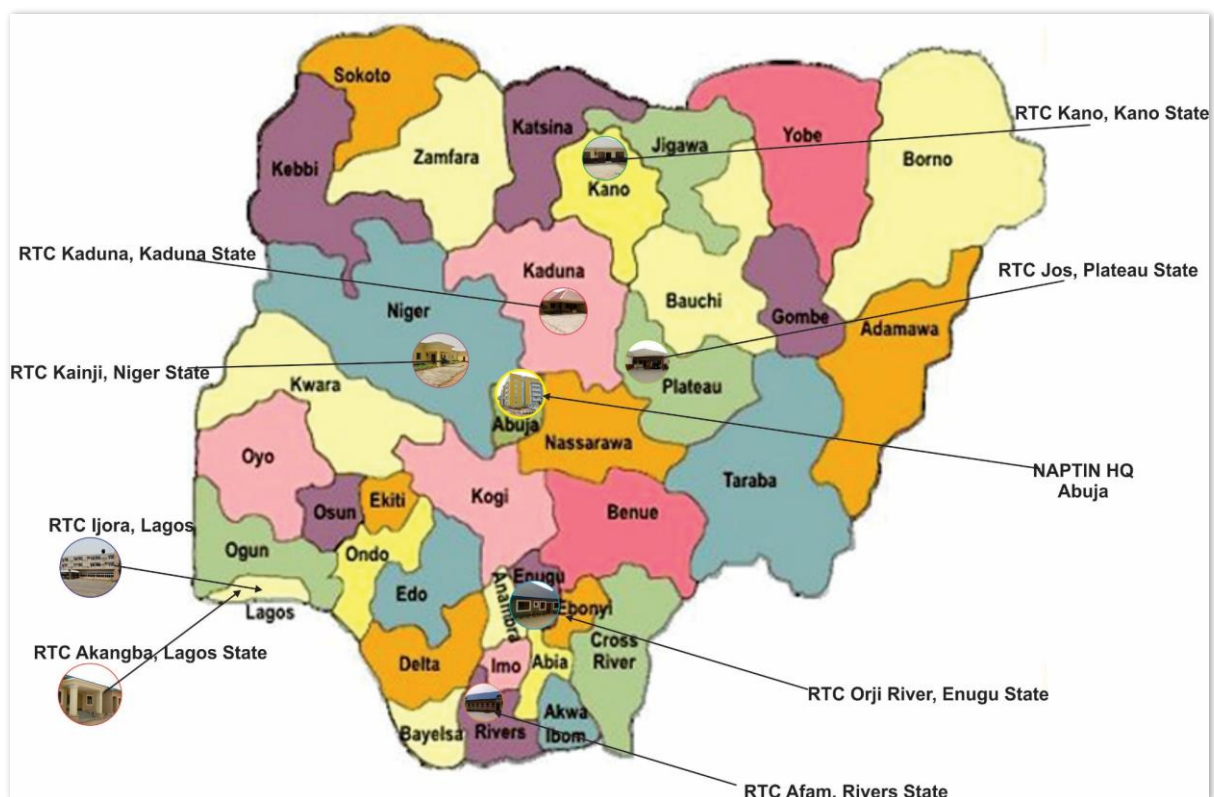 Sokoto
Katsina
RTC Kano, Kano State
Jigawa
Yobe
Zamfara
Borno
Kebbi
Kano
RTC Kaduna, Kaduna State
Kaduna
RTC Jos, Plateau State
Bauchi
Niger
Gombe
Adamawa
RTC Kainji, Niger State
Kwara
Plateau
Abuja
Nassarawa
Oyo
NAPTIN HQ
Abuja
Kogi
Taraba
Ekiti
Osun
Benue
RTC Ijora, Lagos
Ogun
Ondo
Enugu
Edo
Anambra
Ebonyi
Lagos
Cross
River
RTC Akangba, Lagos State
Delta
Imo
Abia
RTC Orji River, Enugu State
Akwa
Ibom
Bayelsa
Rivers
RTC Afam, Rivers State